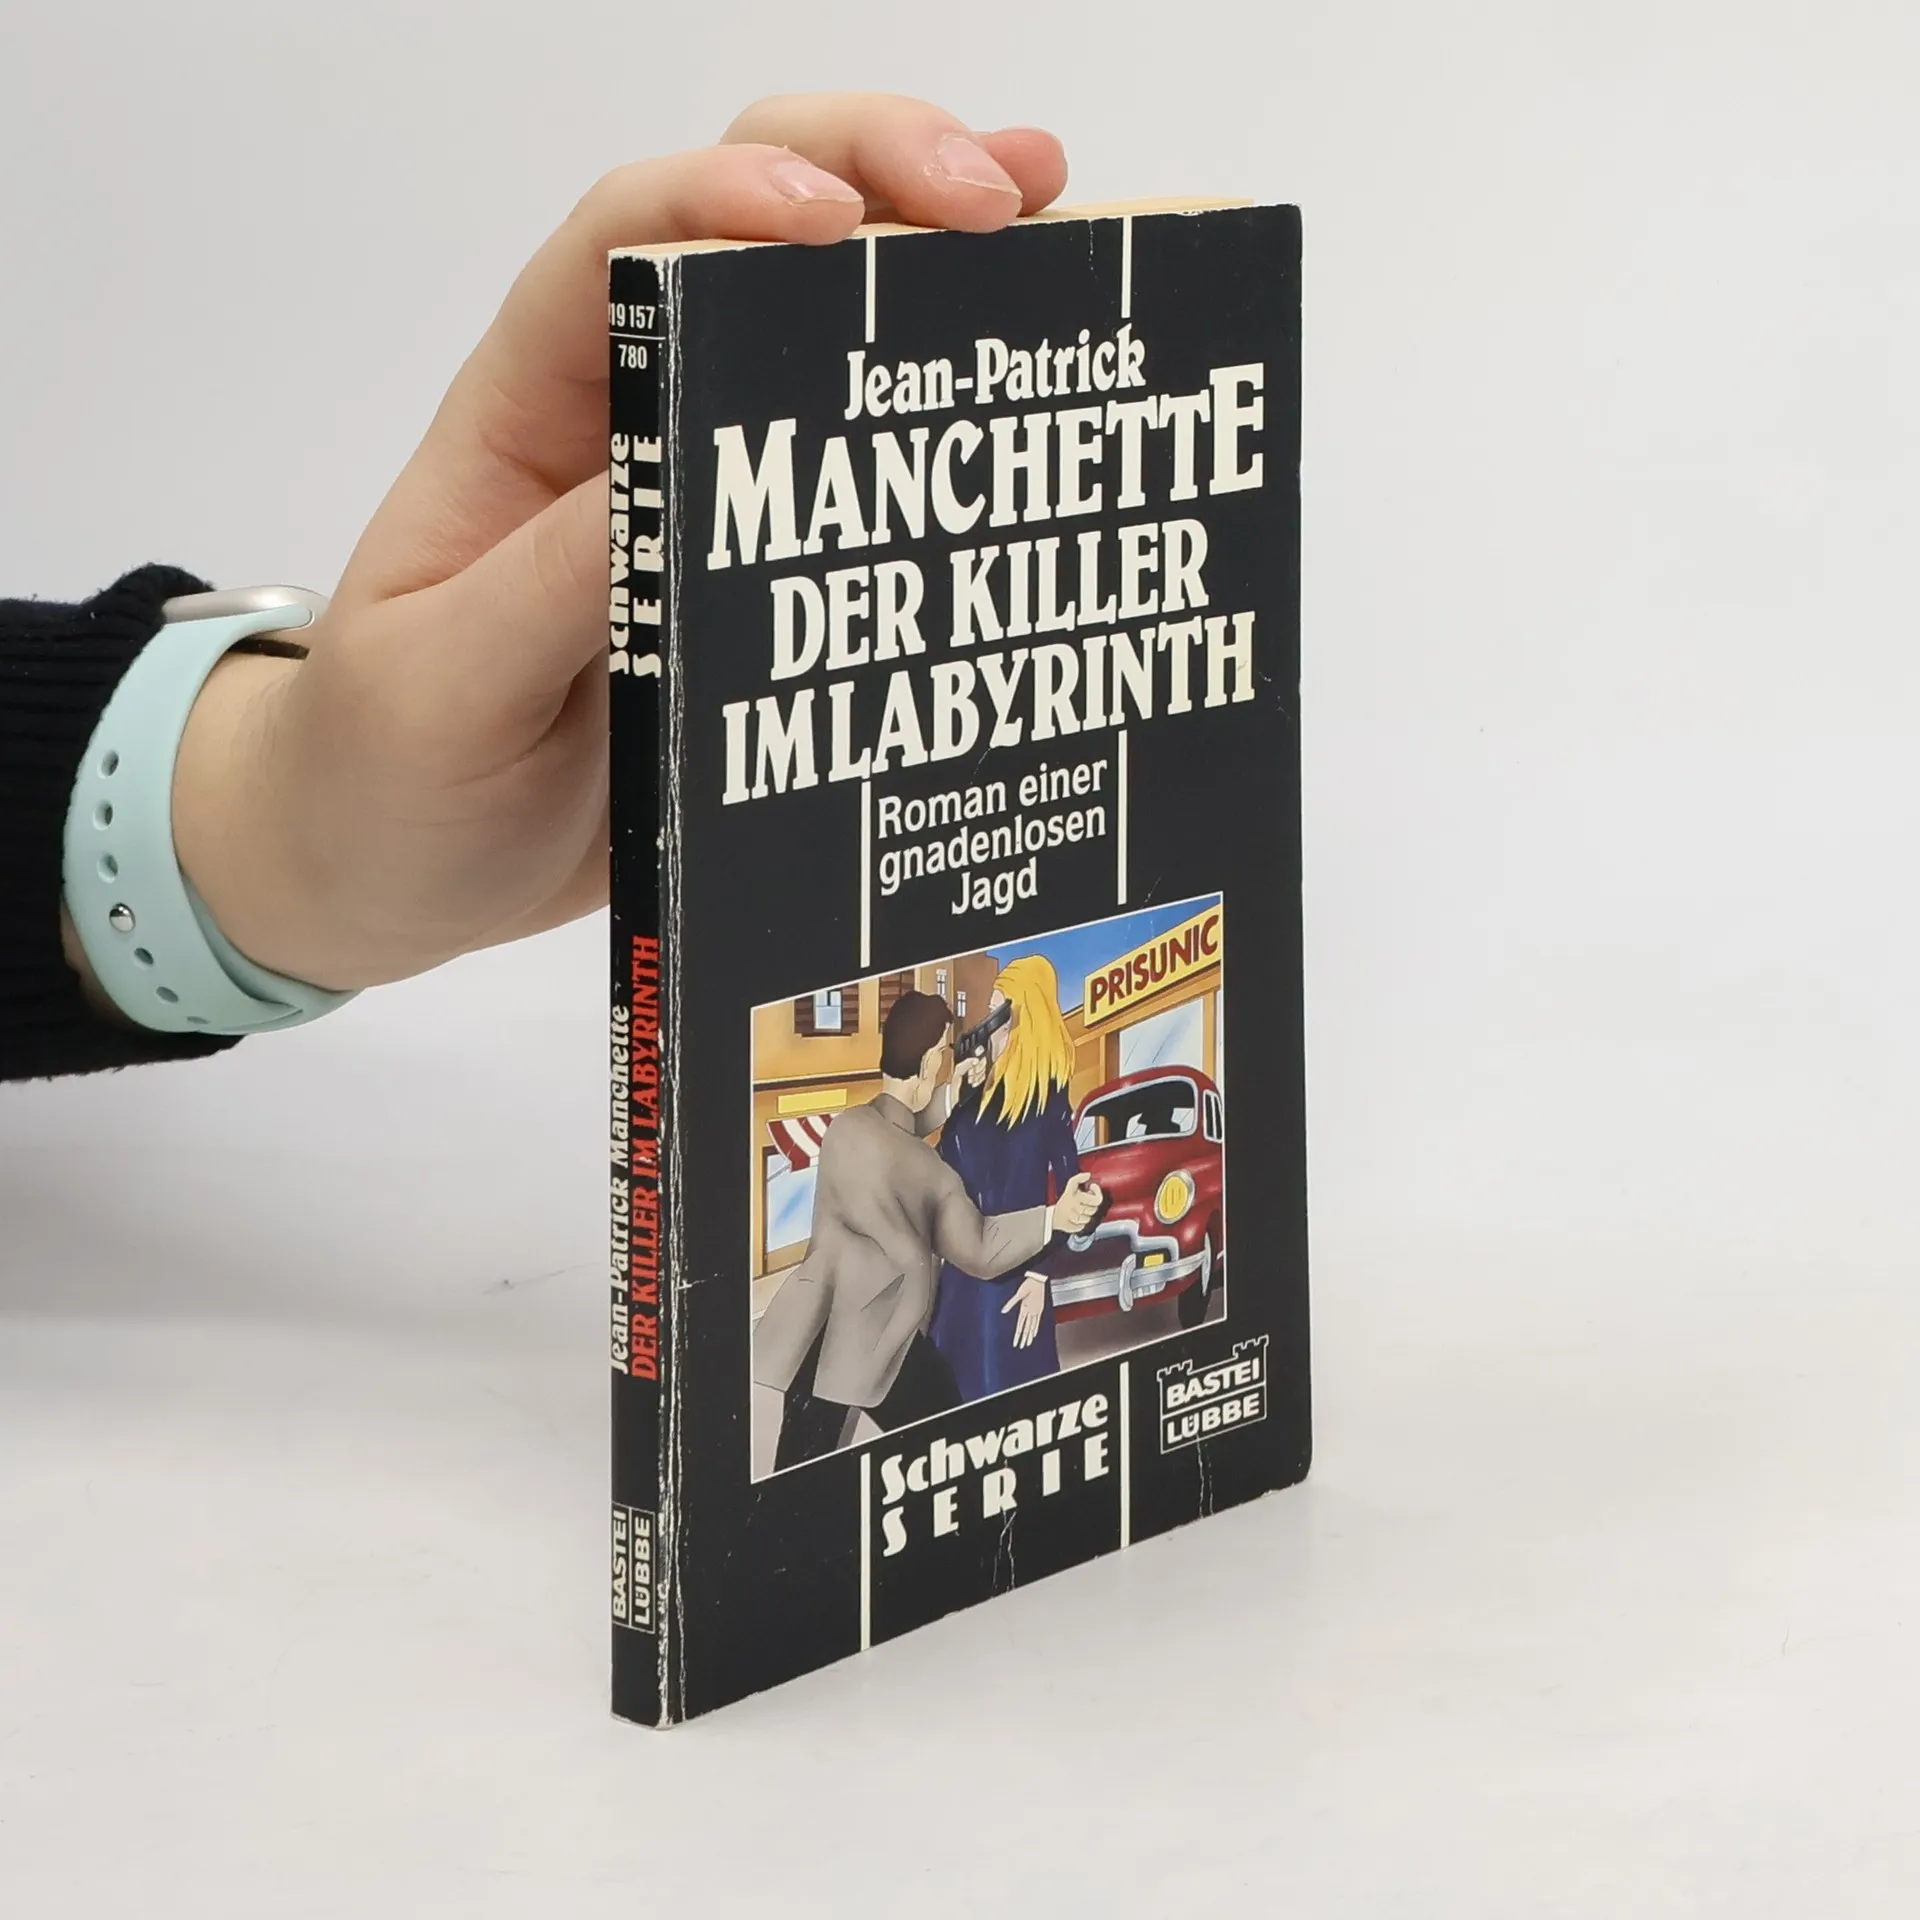 19 157
780
Schwarze
SERIE
Jean-Patrick Manchette
DER KILLER IM LABYRINTH
BASTEI
LÜBBE
Jean-Patrick
MANCHETTE
DER KILLER
IM LABYRINTH
Roman einer
gnadenlosen
Jagd
PRISUNIC
Schwarze
SERIE
BASTEI
LÜBBE